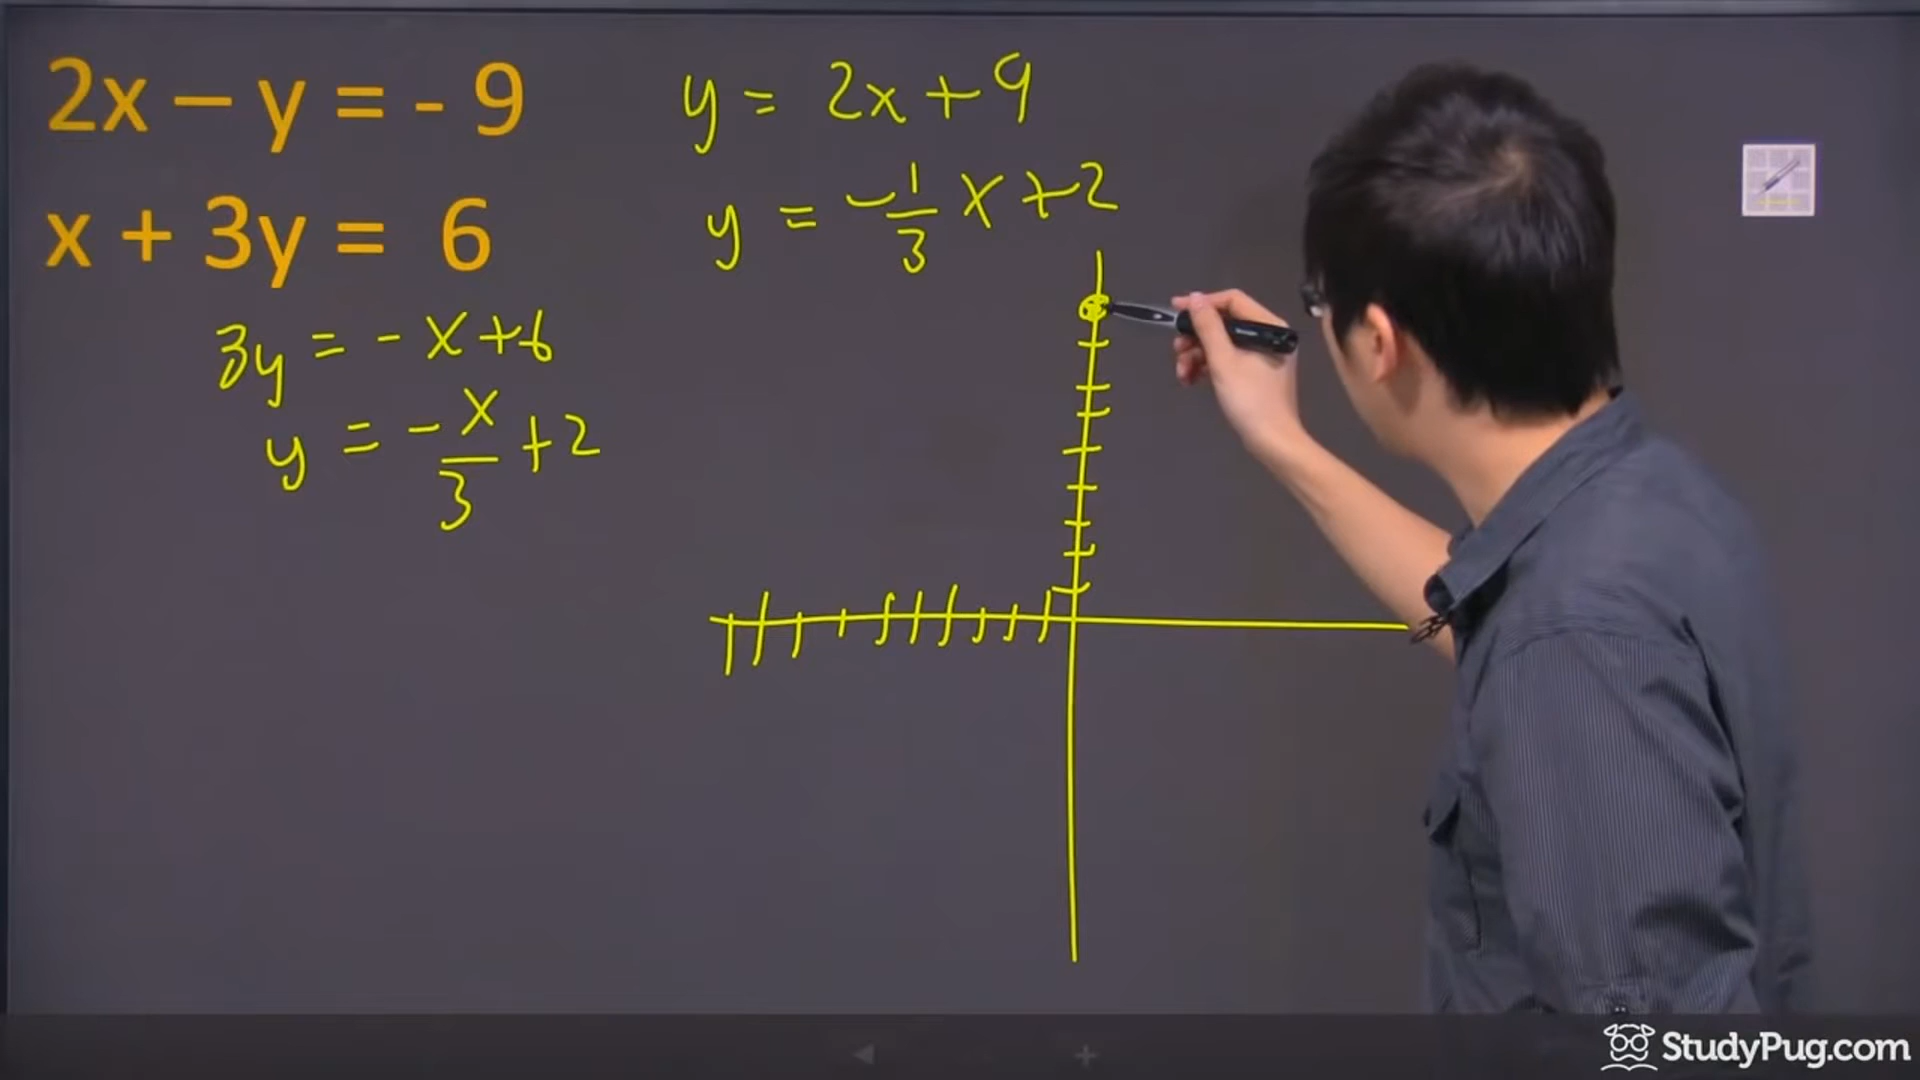 2x – y = - 9
x + 3y = 6
3y = - x + 6
y = - x/3 + 2
y = 2x + 9
y = - 1/3 x + 2
StudyPug.com